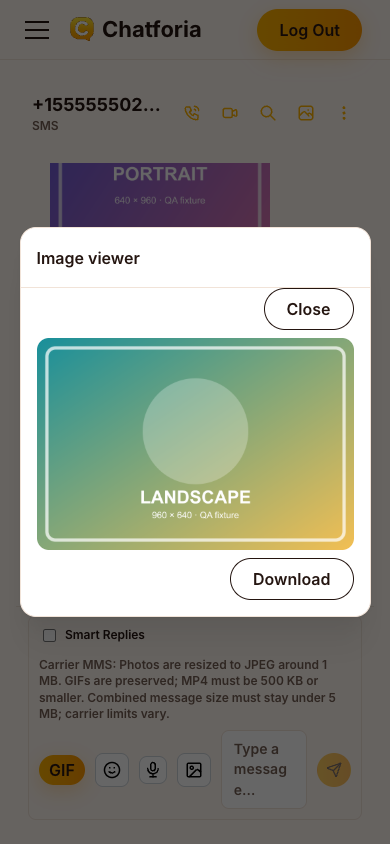 Chatforia
Log Out
+155555502...
SMS
PORTRAIT
640 × 960 · QA fixture
Image viewer
Close
LANDSCAPE
960 × 640 · QA fixture
Download
Smart Replies
Carrier MMS: Photos are resized to JPEG around 1
MB. GIFs are preserved; MP4 must be 500 KB or
smaller. Combined message size must stay under 5
MB; carrier limits vary.
GIF
Type a
messag
e...